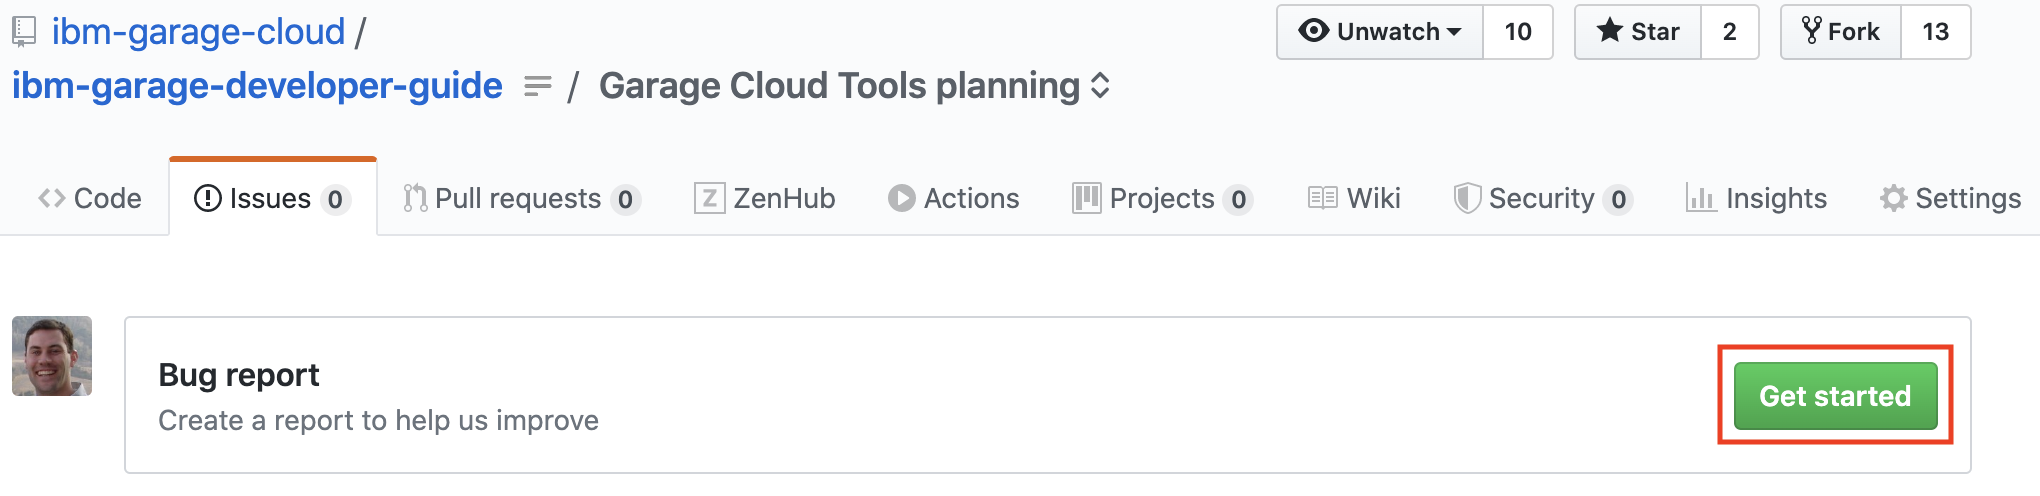 ibm-garage-cloud /
Unwatch 10 Star 2 Fork 13
ibm-garage-developer-guide / Garage Cloud Tools planning
Code Issues 0 Pull requests 0 Z ZenHub Actions Projects 0 Wiki Security 0 Insights Settings
Bug report
Create a report to help us improve
Get started